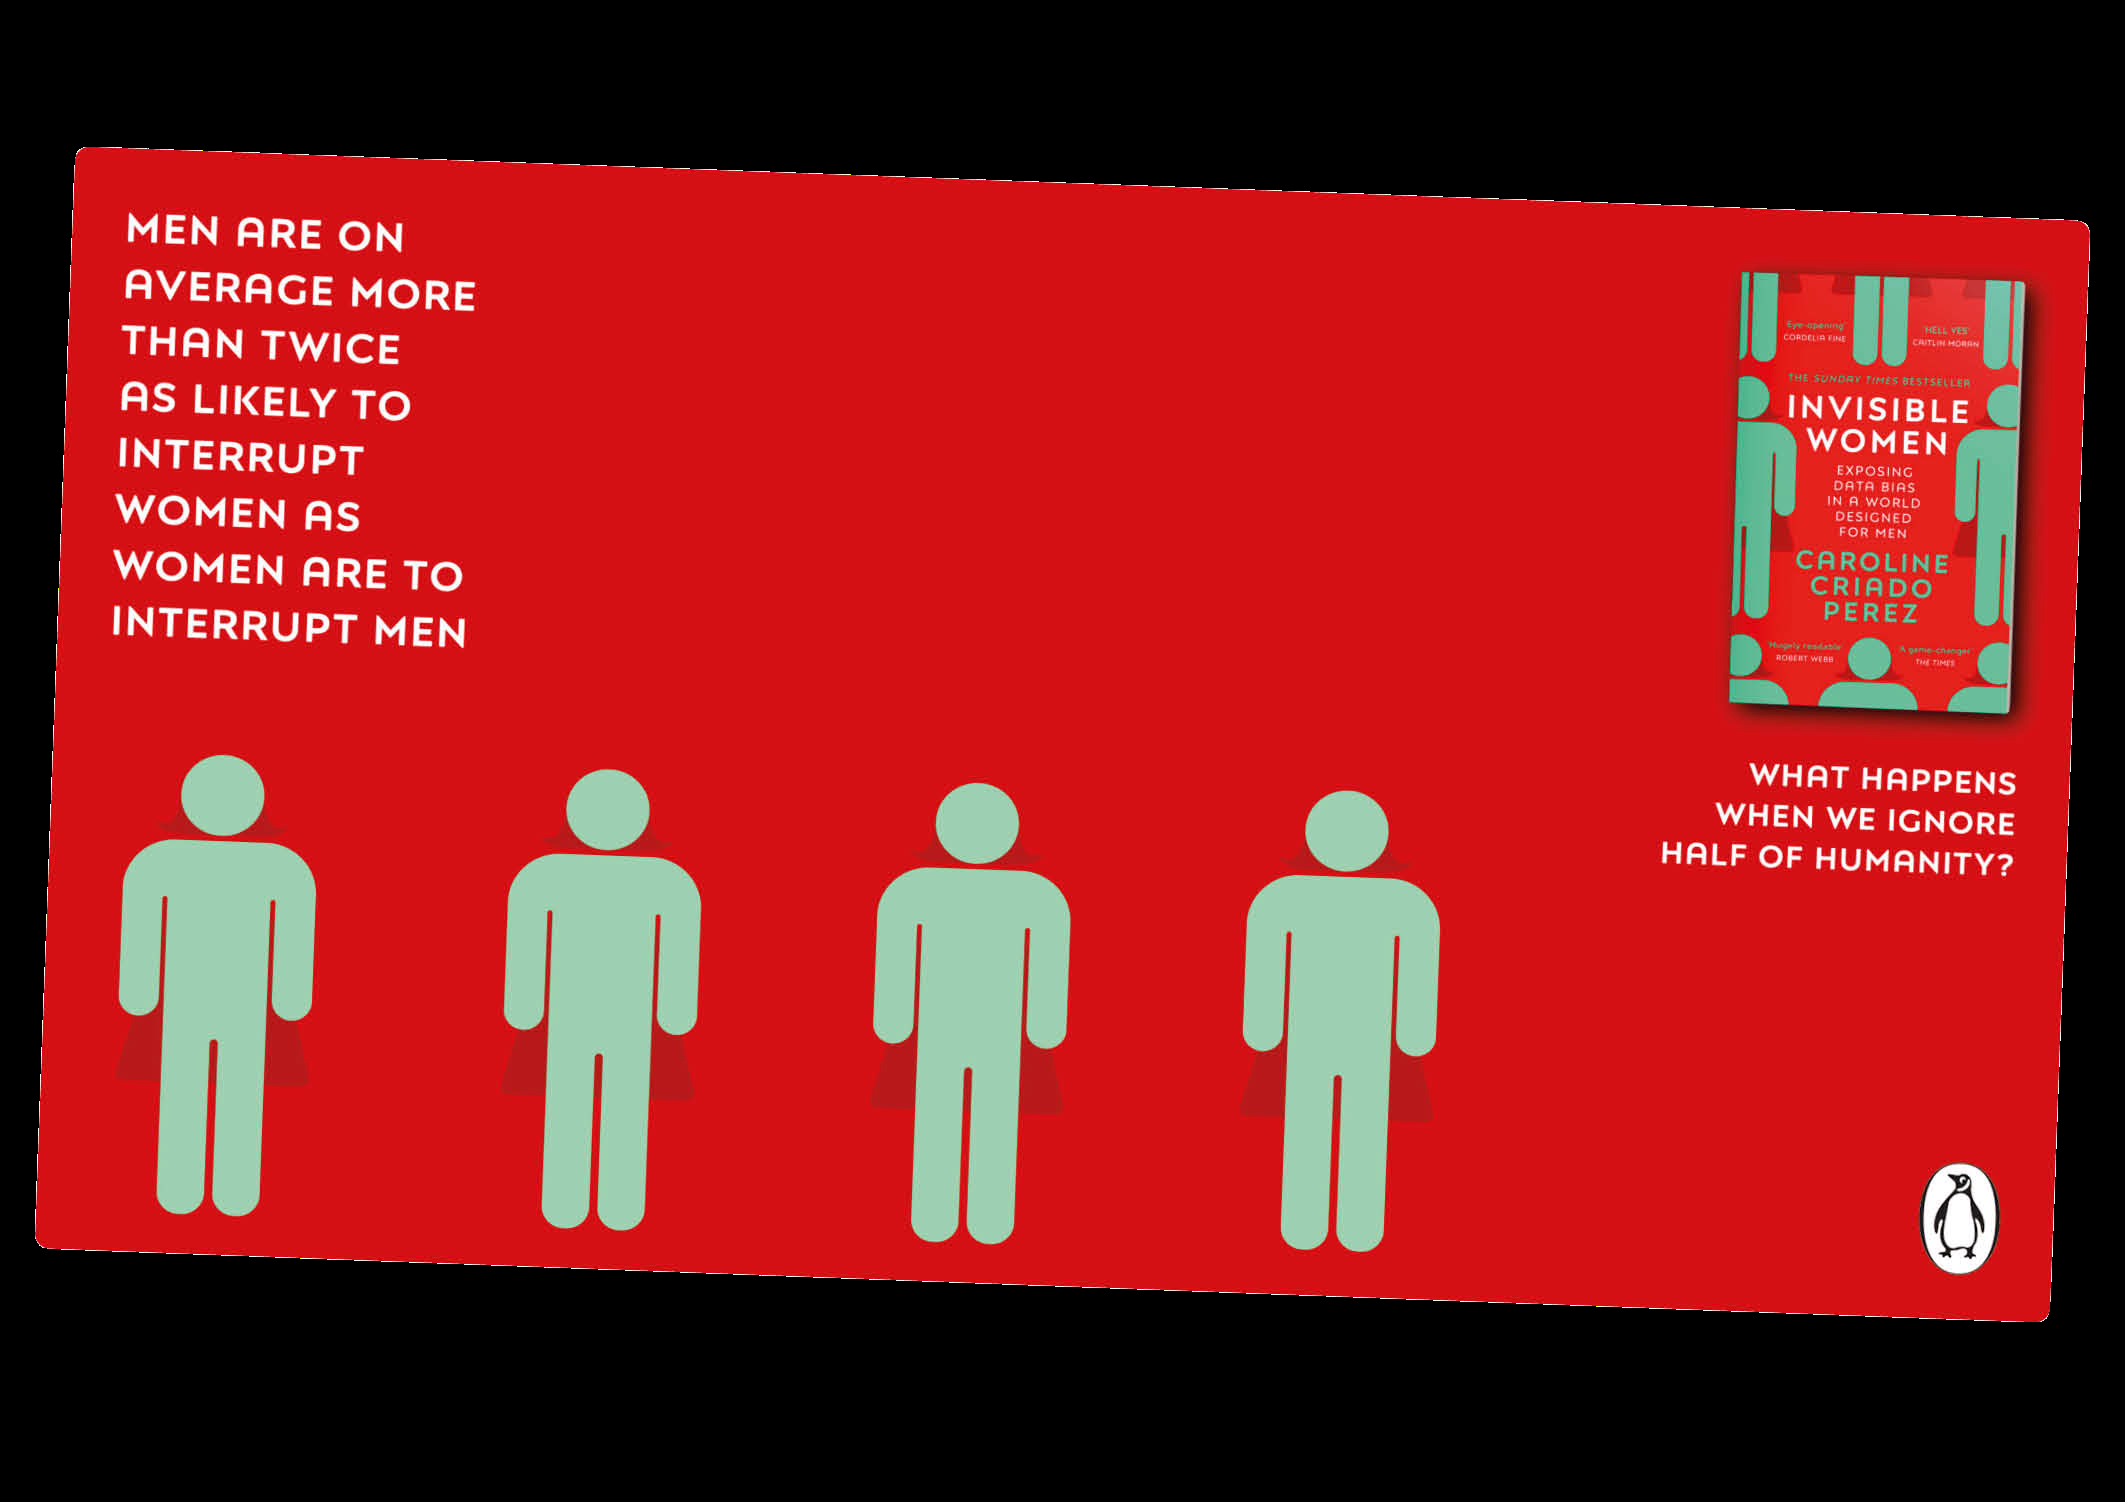 MEN ARE ON
AVERAGE MORE
THAN TWICE
AS LIKELY TO
INTERRUPT
WOMEN AS
WOMEN ARE TO
INTERRUPT MEN
'Eye-opening'
CORDELIA FINE
'HELL YES'
CAITLIN MORAN
THE SUNDAY TIMES BESTSELLER
INVISIBLE
WOMEN
EXPOSING
DATA BIAS
IN A WORLD
DESIGNED
FOR MEN
CAROLINE
CRIADO
PEREZ
'Hugely readable'
ROBERT WEBB
'A game-changer'
THE TIMES
WHAT HAPPENS
WHEN WE IGNORE
HALF OF HUMANITY?